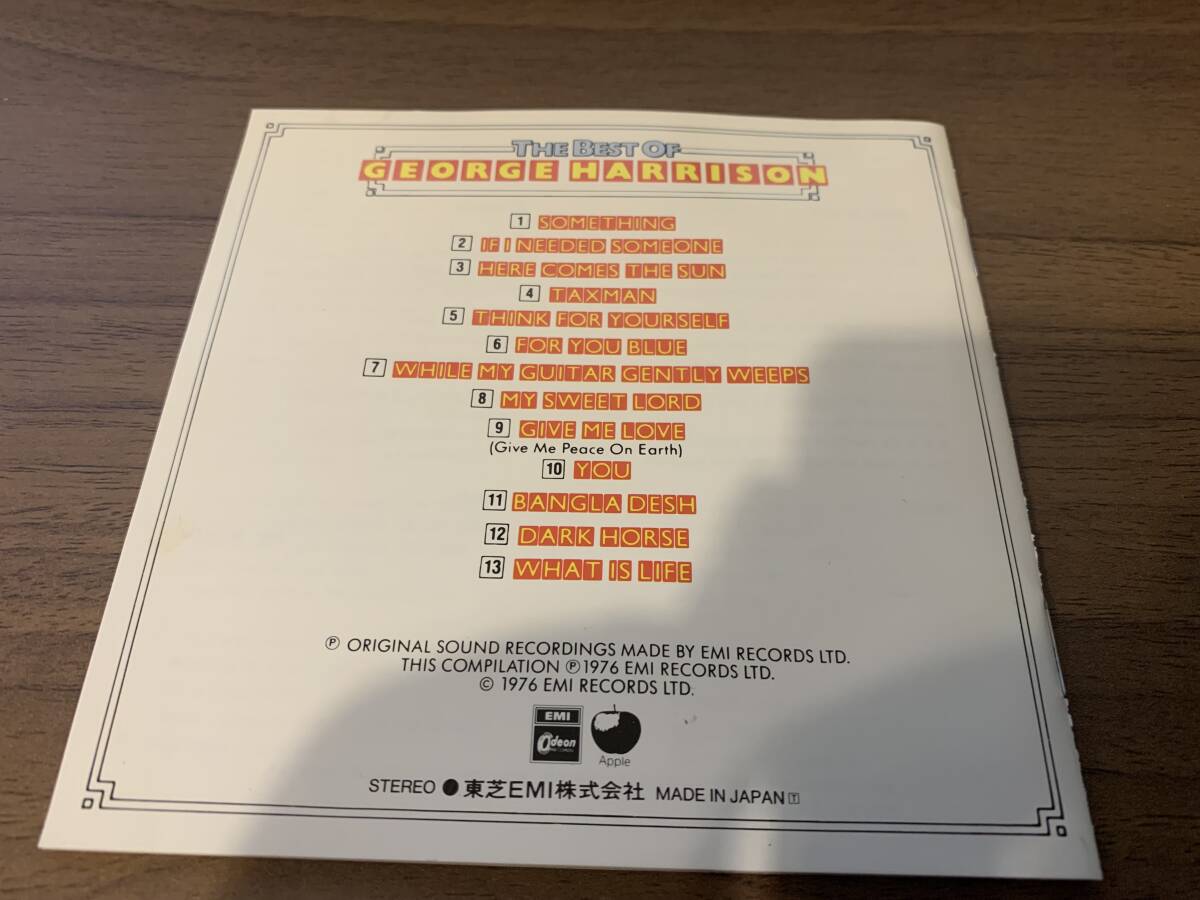 THE BEST OF
GEORGE HARRISON
1 SOMETHING
2 IF I NEEDED SOMEONE
3 HERE COMES THE SUN
4 TAXMAN
5 THINK FOR YOURSELF
6 FOR YOU BLUE
7 WHILE MY GUITAR GENTLY WEEPS
8 MY SWEET LORD
9 GIVE ME LOVE
(Give Me Peace On Earth)
10 YOU
11 BANGLA DESH
12 DARK HORSE
13 WHAT IS LIFE
Ⓟ ORIGINAL SOUND RECORDINGS MADE BY EMI RECORDS LTD.
THIS COMPILATION Ⓟ 1976 EMI RECORDS LTD.
© 1976 EMI RECORDS LTD.
EMI
Odeon
Apple
STEREO ● 東芝EMI株式会社 MADE IN JAPAN T